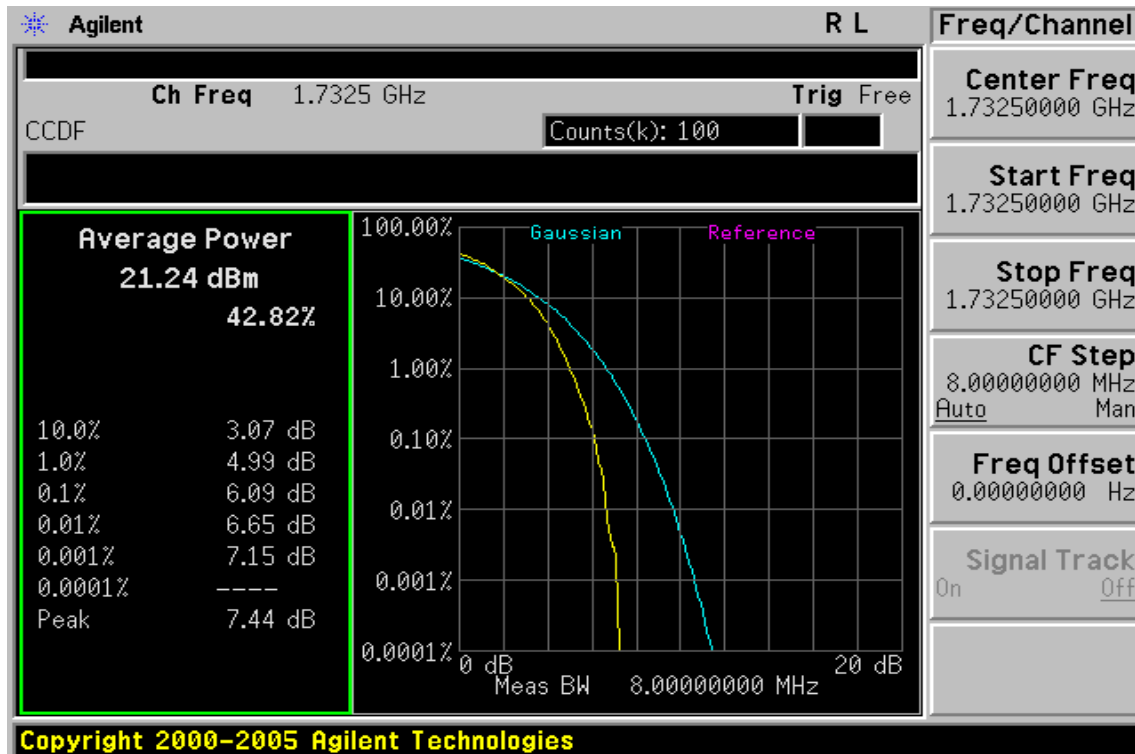 Agilent R L
Ch Freq 1.7325 GHz Trig Free
CCDF Counts(k): 100
Average Power
21.24 dBm
42.82%
10.0% 3.07 dB
1.0% 4.99 dB
0.1% 6.09 dB
0.01% 6.65 dB
0.001% 7.15 dB
0.0001% ----
Peak 7.44 dB
Gaussian Reference
100.00%
10.00%
1.00%
0.10%
0.01%
0.001%
0.0001%
0 dB 20 dB
Meas BW 8.00000000 MHz
Freq/Channel
Center Freq
1.73250000 GHz
Start Freq
1.73250000 GHz
Stop Freq
1.73250000 GHz
CF Step
8.00000000 MHz
Auto Man
Freq Offset
0.00000000 Hz
Signal Track
On Off
Copyright 2000-2005 Agilent Technologies